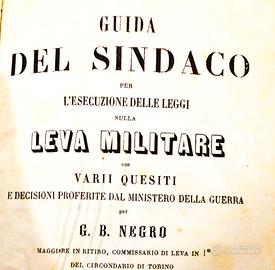 GUIDA
DEL SINDACO
PER
L'ESECUZIONE DELLE LEGGI
SULLA
LEVA MILITARE
con
VARII QUESITI
E DECISIONI PROFERITE DAL MINISTERO DELLA GUERRA
per
G. B. NEGRO
MAGGIORE IN RITIRO, COMMISSARIO DI LEVA IN 1°
DEL CIRCONDARIO DI TORINO
subito